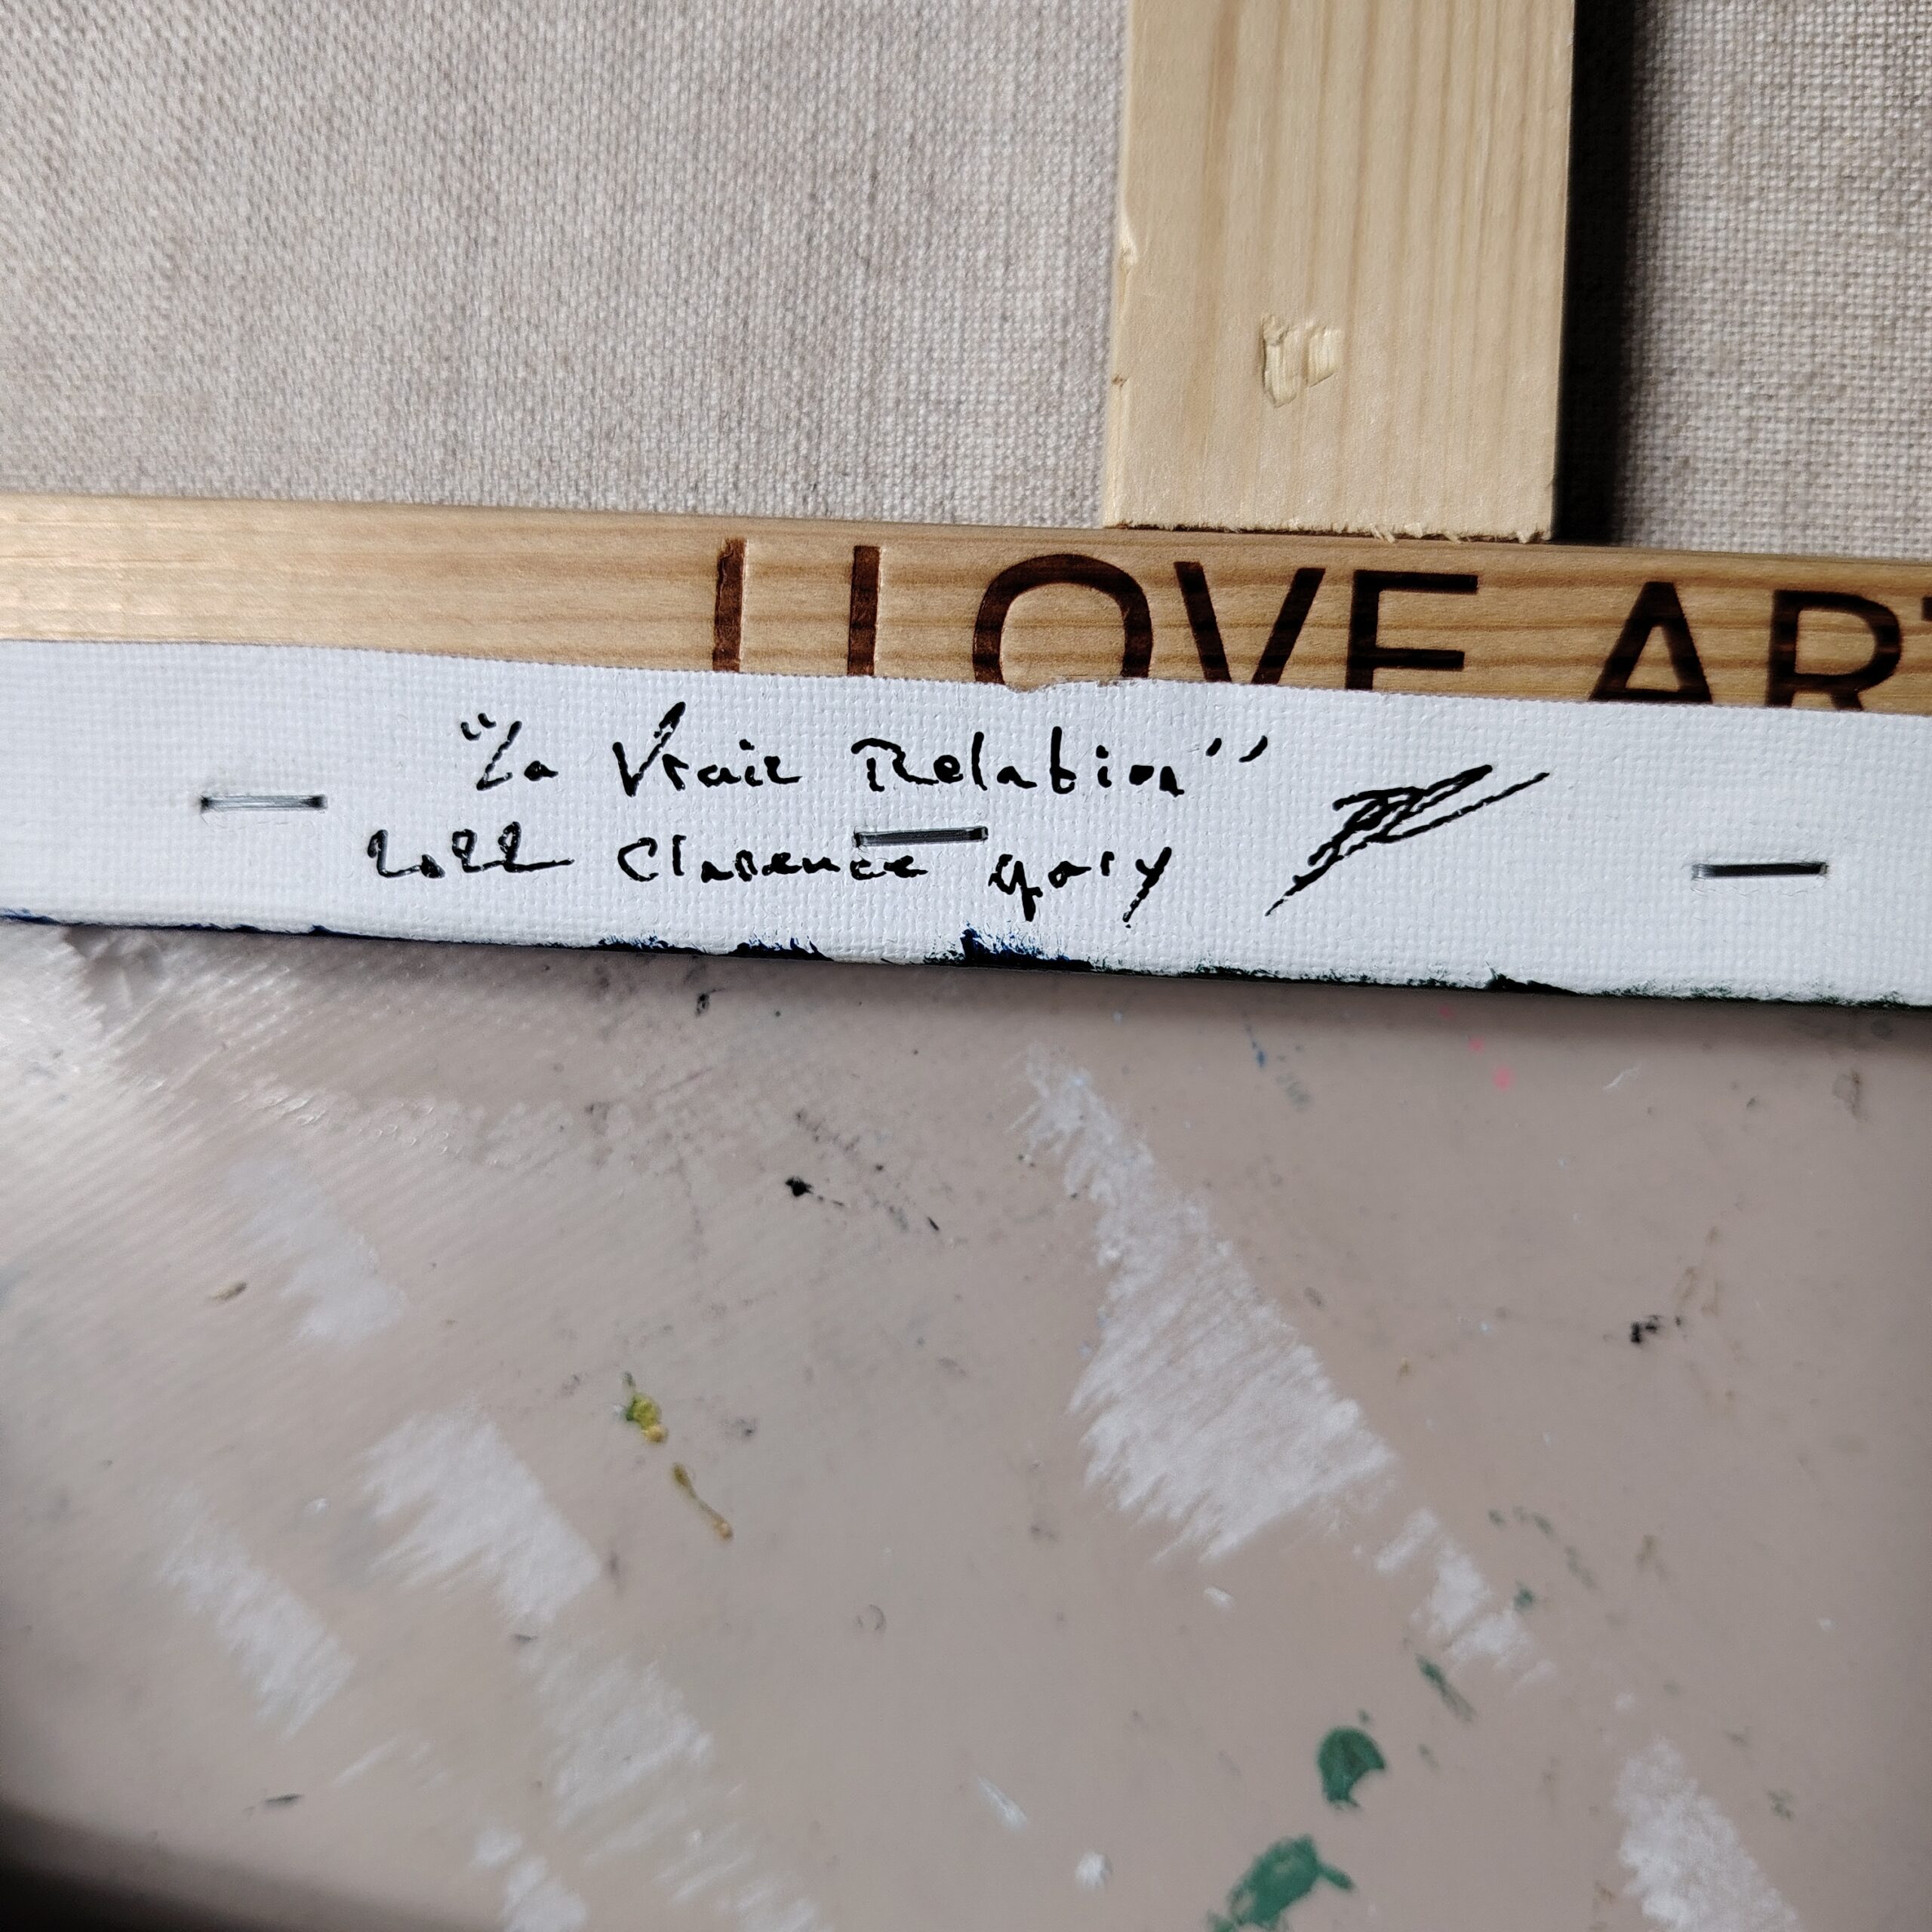 I LOVE ART
"La Vraie Relation"
2022 Clarence gary